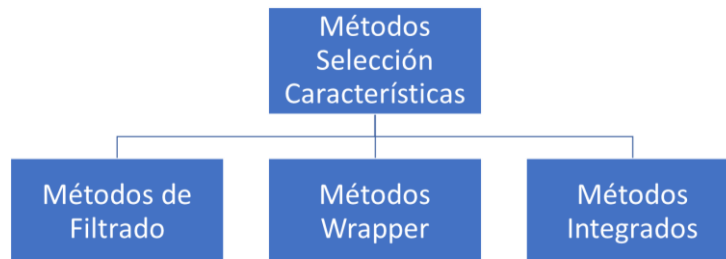 Métodos
Selección
Características
Métodos de
Filtrado
Métodos
Wrapper
Métodos
Integrados